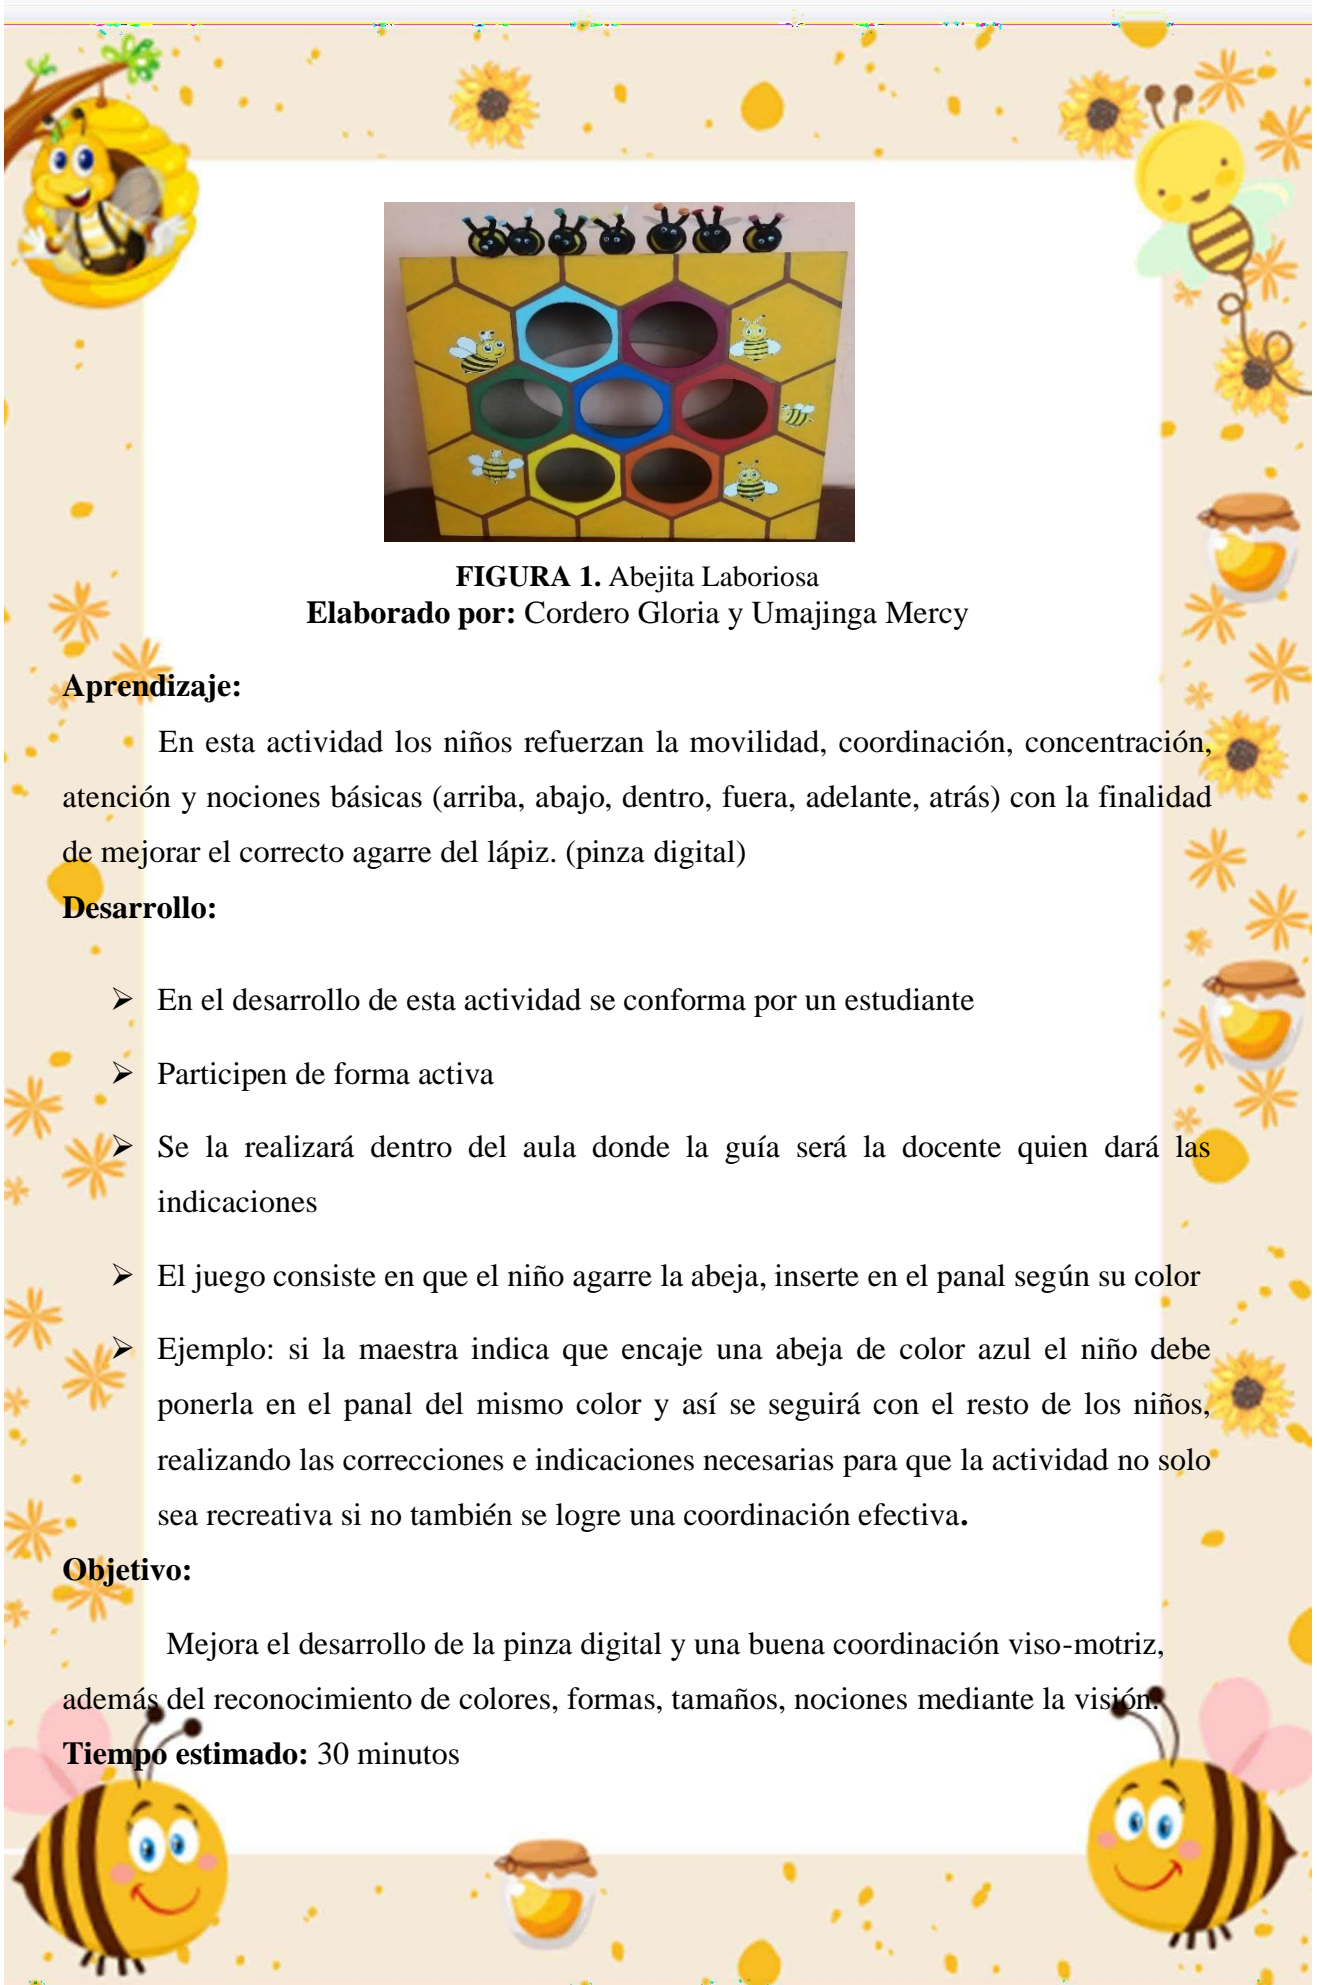 FIGURA 1. Abejita Laboriosa
Elaborado por: Cordero Gloria y Umajinga Mercy
Aprendizaje:
En esta actividad los niños refuerzan la movilidad, coordinación, concentración,
atención y nociones básicas (arriba, abajo, dentro, fuera, adelante, atrás) con la finalidad
de mejorar el correcto agarre del lápiz. (pinza digital)
Desarrollo:
➢ En el desarrollo de esta actividad se conforma por un estudiante
➢ Participen de forma activa
➢ Se la realizará dentro del aula donde la guía será la docente quien dará las
indicaciones
➢ El juego consiste en que el niño agarre la abeja, inserte en el panal según su color
➢ Ejemplo: si la maestra indica que encaje una abeja de color azul el niño debe
ponerla en el panal del mismo color y así se seguirá con el resto de los niños,
realizando las correcciones e indicaciones necesarias para que la actividad no solo
sea recreativa si no también se logre una coordinación efectiva.
Objetivo:
Mejora el desarrollo de la pinza digital y una buena coordinación viso-motriz,
además del reconocimiento de colores, formas, tamaños, nociones mediante la visión.
Tiempo estimado: 30 minutos